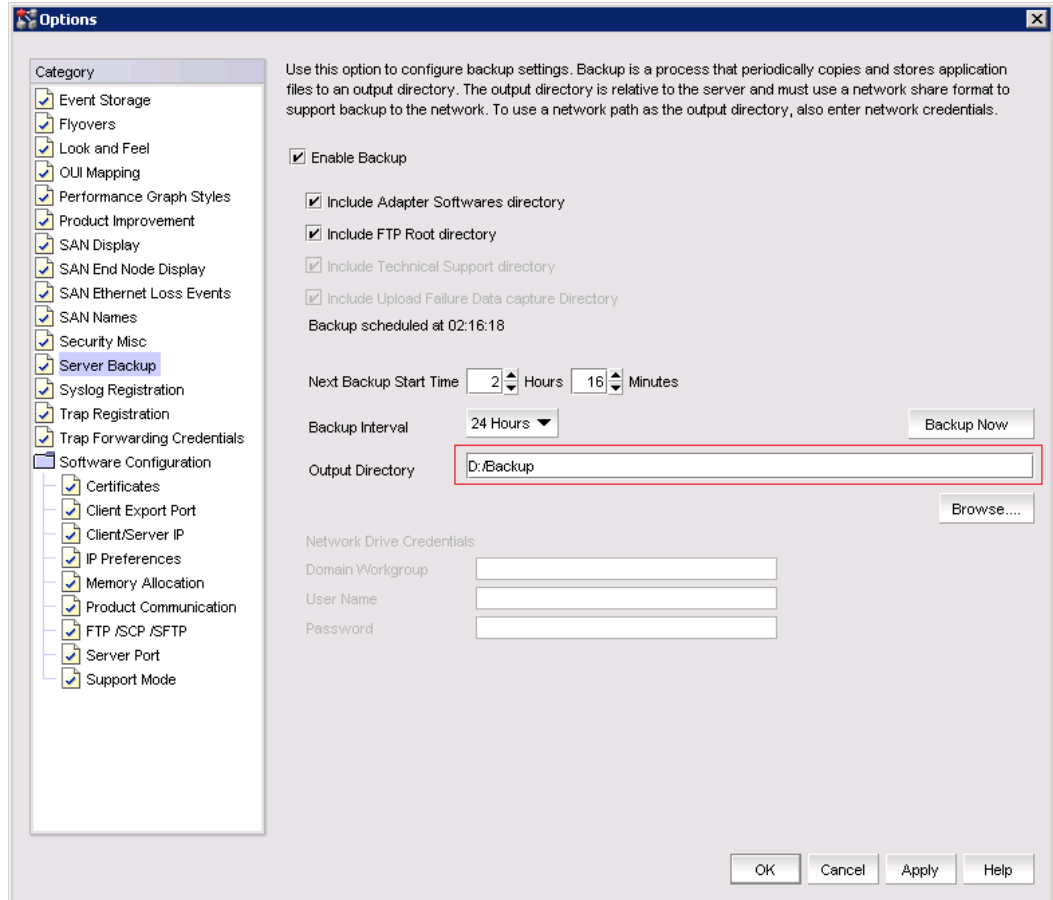 Options
Category
Event Storage
Flyovers
Look and Feel
OUI Mapping
Performance Graph Styles
Product Improvement
SAN Display
SAN End Node Display
SAN Ethernet Loss Events
SAN Names
Security Misc
Server Backup
Syslog Registration
Trap Registration
Trap Forwarding Credentials
Software Configuration
Certificates
Client Export Port
Client/Server IP
IP Preferences
Memory Allocation
Product Communication
FTP /SCP /SFTP
Server Port
Support Mode
Use this option to configure backup settings. Backup is a process that periodically copies and stores application
files to an output directory. The output directory is relative to the server and must use a network share format to
support backup to the network. To use a network path as the output directory, also enter network credentials.
Enable Backup
Include Adapter Softwares directory
Include FTP Root directory
Include Technical Support directory
Include Upload Failure Data capture Directory
Backup scheduled at 02:16:18
Next Backup Start Time 2 Hours 16 Minutes
Backup Interval 24 Hours Backup Now
Output Directory D:/Backup
Browse....
Network Drive Credentials
Domain Workgroup
User Name
Password
OK Cancel Apply Help